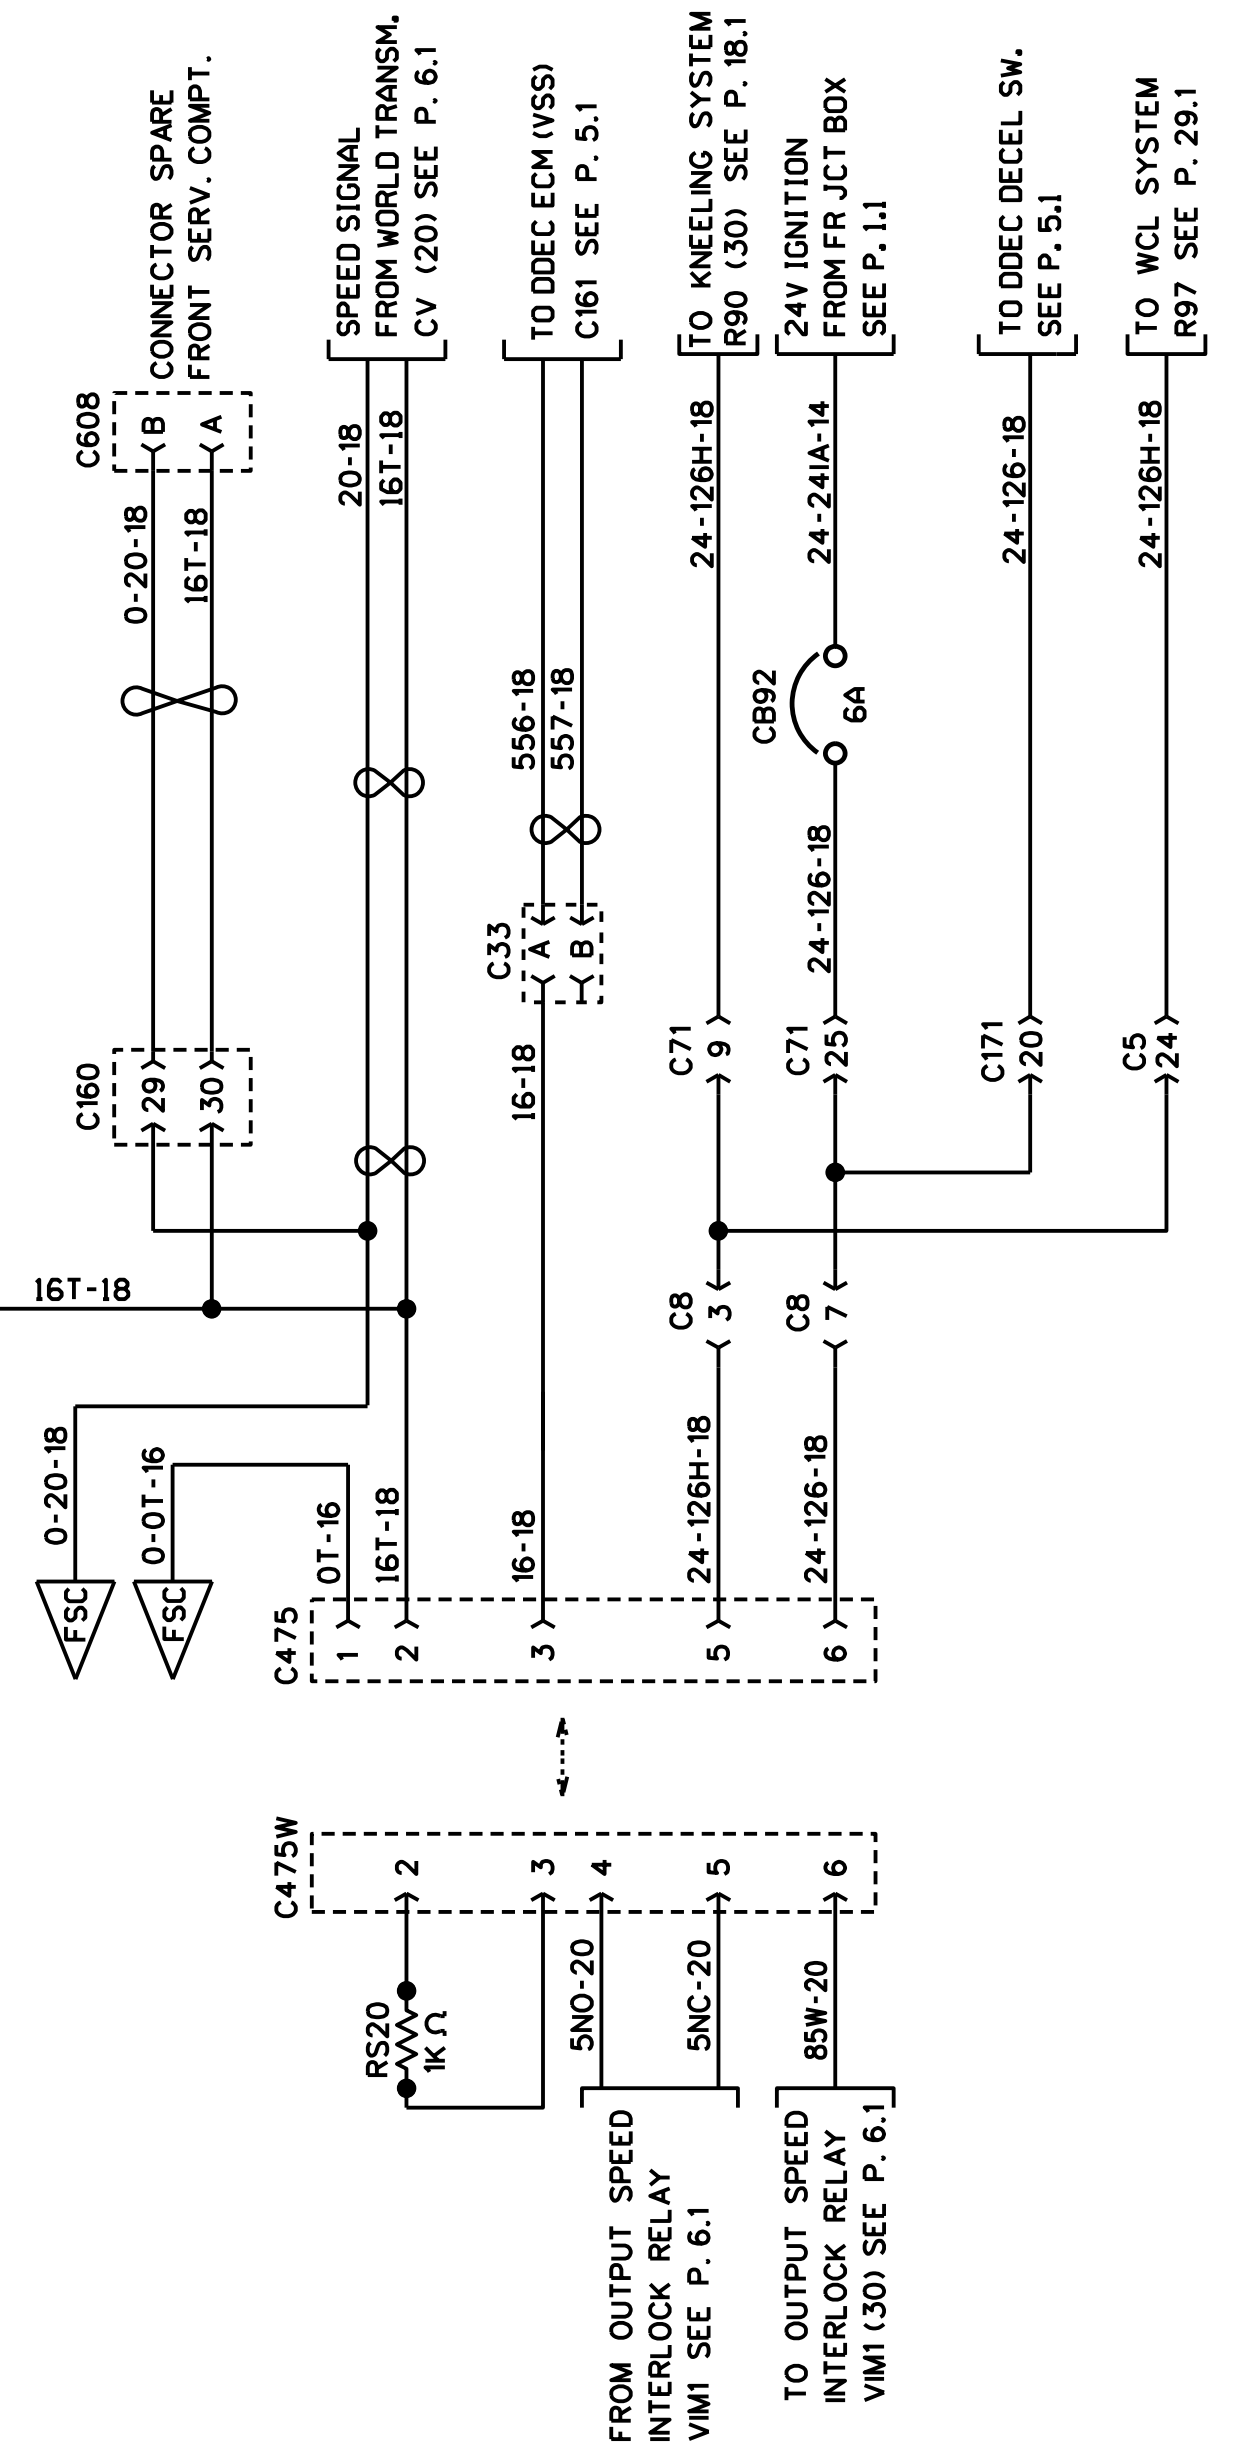 C608
B
A
CONNECTOR SPARE
FRONT SERV. COMPT.
0-20-18
16T-18
C160
29
30
16T-18
SPEED SIGNAL
FROM WORLD TRANSM.
CV (20) SEE P. 6.1
20-18
16T-18
0-20-18
FSC
0-0T-16
FSC
TO DDEC ECM (VSS)
C161 SEE P. 5.1
556-18
557-18
C33
A
B
16-18
TO KNEELING SYSTEM
R90 (30) SEE P. 18.1
24-126H-18
C71
9
C8
3
24-126H-18
24V IGNITION
FROM FR JCT BOX
SEE P. 1.1
24-24IA-14
CB92
6A
24-126-18
C71
25
C8
7
24-126-18
TO DDEC DECEL SW.
SEE P. 5.1
24-126-18
C171
20
TO WCL SYSTEM
R97 SEE P. 29.1
24-126H-18
C5
24
0T-16
16T-18
16-18
C475
1
2
3
5
6
C475W
2
3
4
5
6
RS20
1K Ω
5NO-20
5NC-20
85W-20
FROM OUTPUT SPEED
INTERLOCK RELAY
VIM1 SEE P. 6.1
TO OUTPUT SPEED
INTERLOCK RELAY
VIM1 (30) SEE P. 6.1